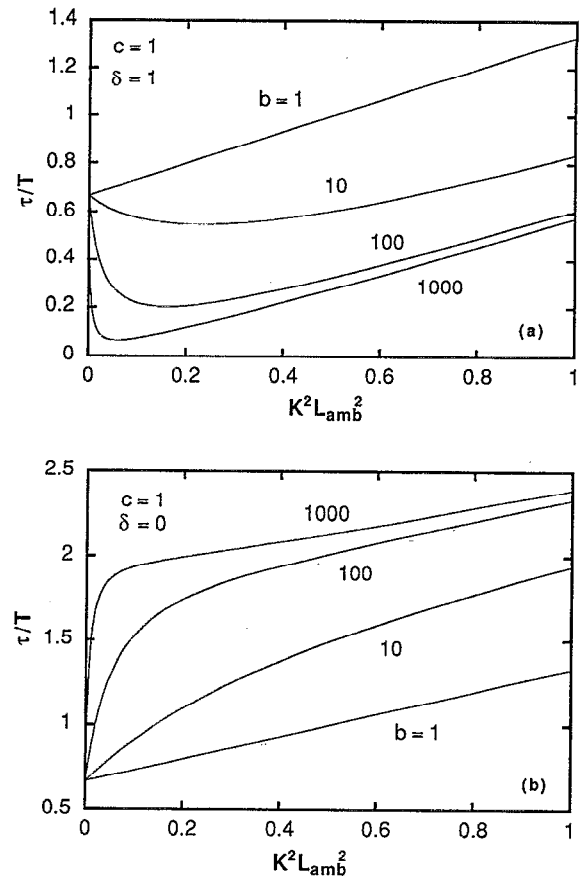 1.4
c = 1
δ = 1
1.2
b = 1
1
0.8
10
τ/T
0.6
0.4
100
0.2
1000
(a)
0
0 0.2 0.4 0.6 0.8 1
K²L²amb
2.5
c = 1
δ = 0
1000
2
100
τ/T
1.5
10
1
b = 1
(b)
0.5
0 0.2 0.4 0.6 0.8 1
K²L²amb